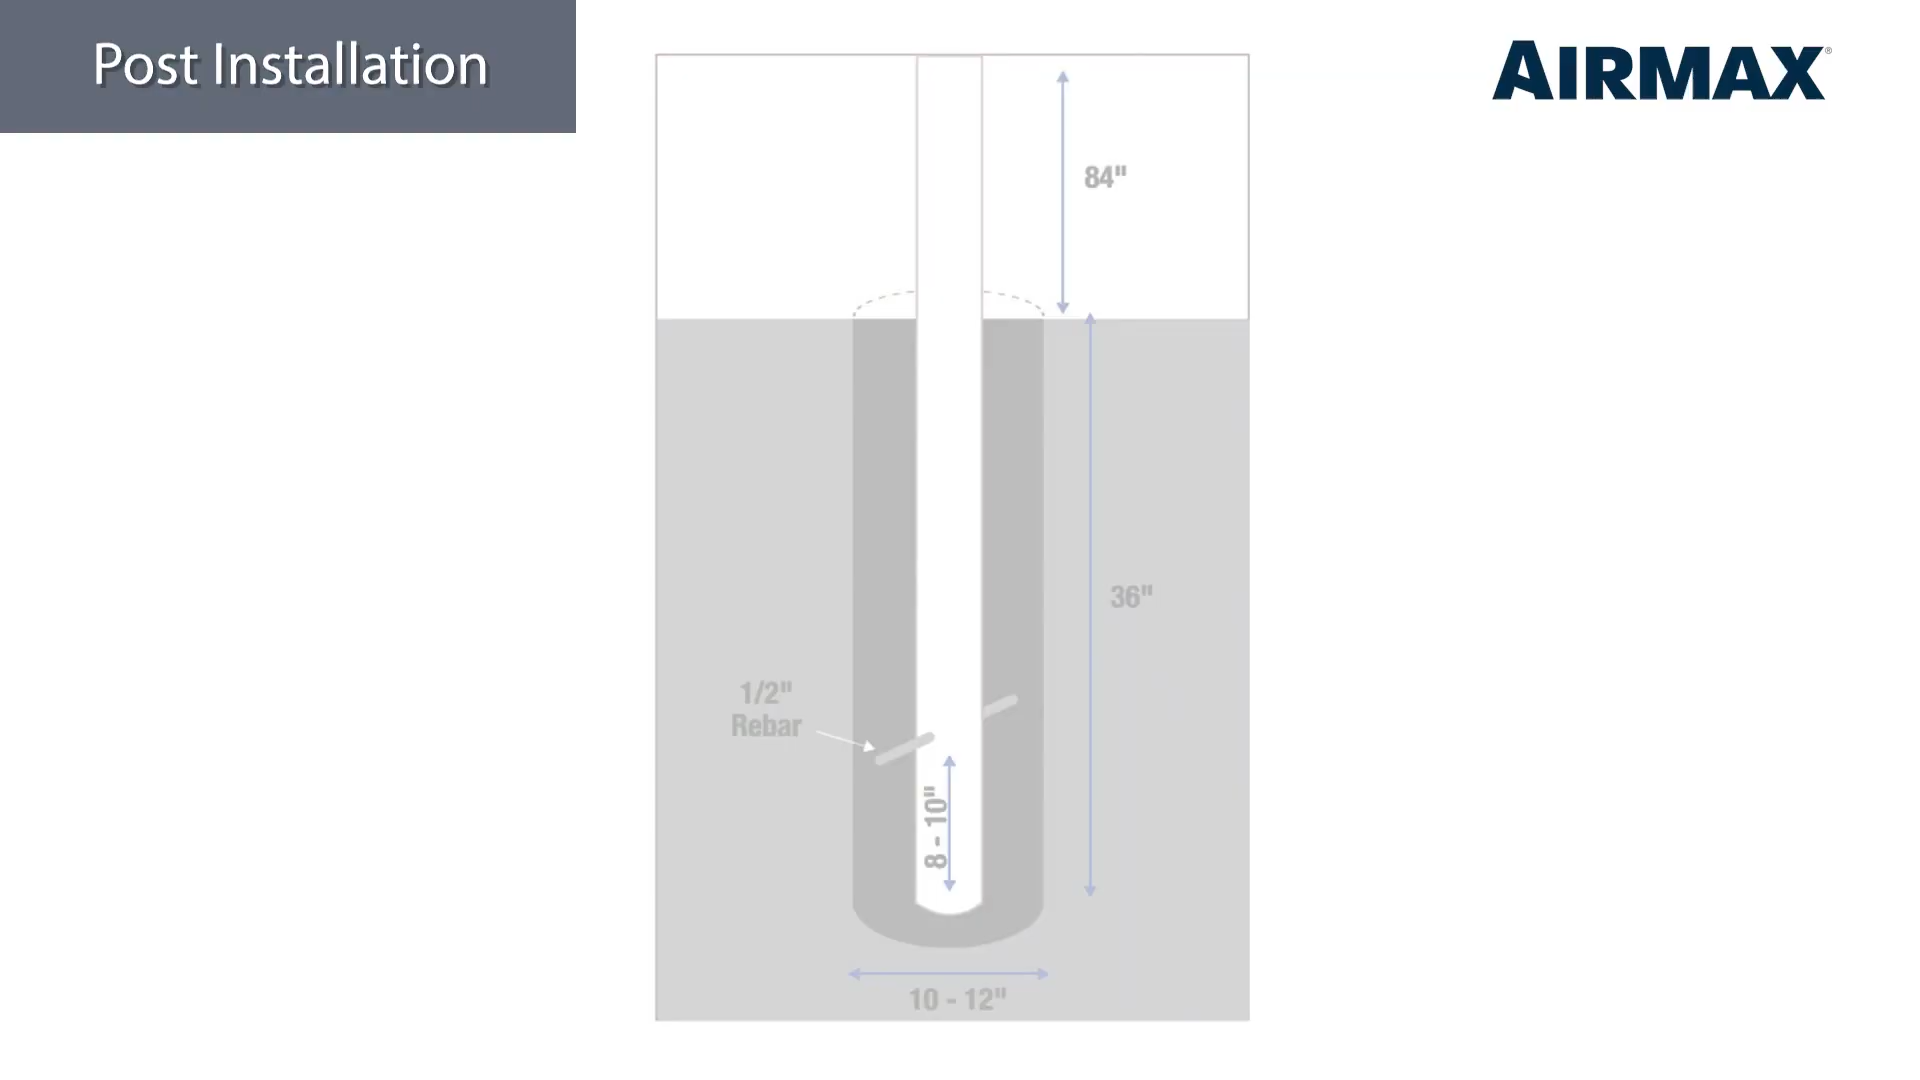 Post Installation
AIRMAX®
84"
36"
1/2"
Rebar
8 - 10"
10 - 12"